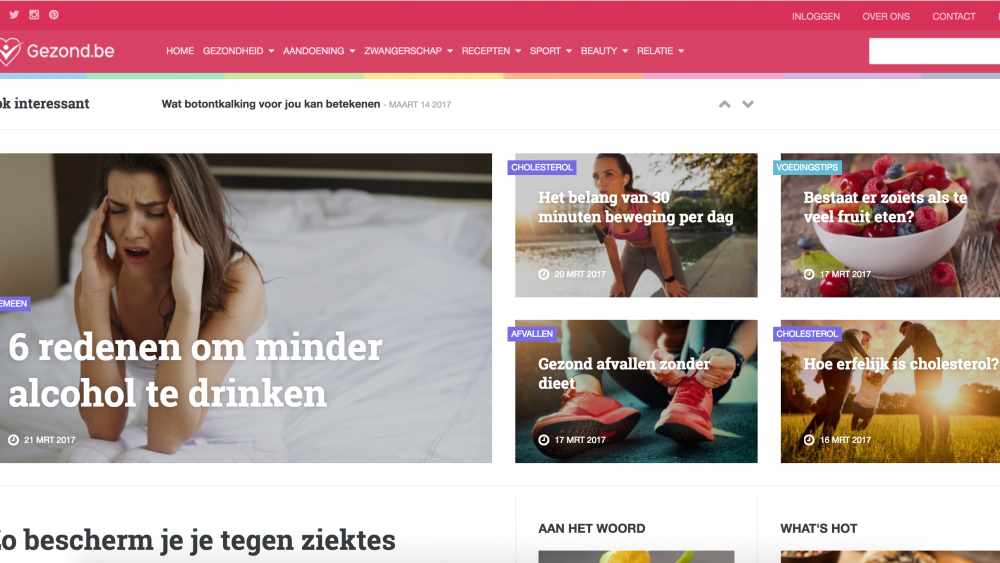 INLOGGEN OVER ONS CONTACT
Gezond.be
HOME GEZONDHEID AANDOENING ZWANGERSCHAP RECEPTEN SPORT BEAUTY RELATIE
interessant
Wat botontkalking voor jou kan betekenen - MAART 14 2017
6 redenen om minder
alcohol te drinken
21 MRT 2017
CHOLESTEROL
Het belang van 30
minuten beweging per dag
20 MRT 2017
VOEDINGSTIPS
Bestaat er zoiets als te
veel fruit eten?
17 MRT 2017
AFVALLEN
Gezond afvallen zonder
dieet
17 MRT 2017
CHOLESTEROL
Hoe erfelijk is cholesterol?
16 MRT 2017
bescherm je je tegen ziektes
AAN HET WOORD
WHAT'S HOT